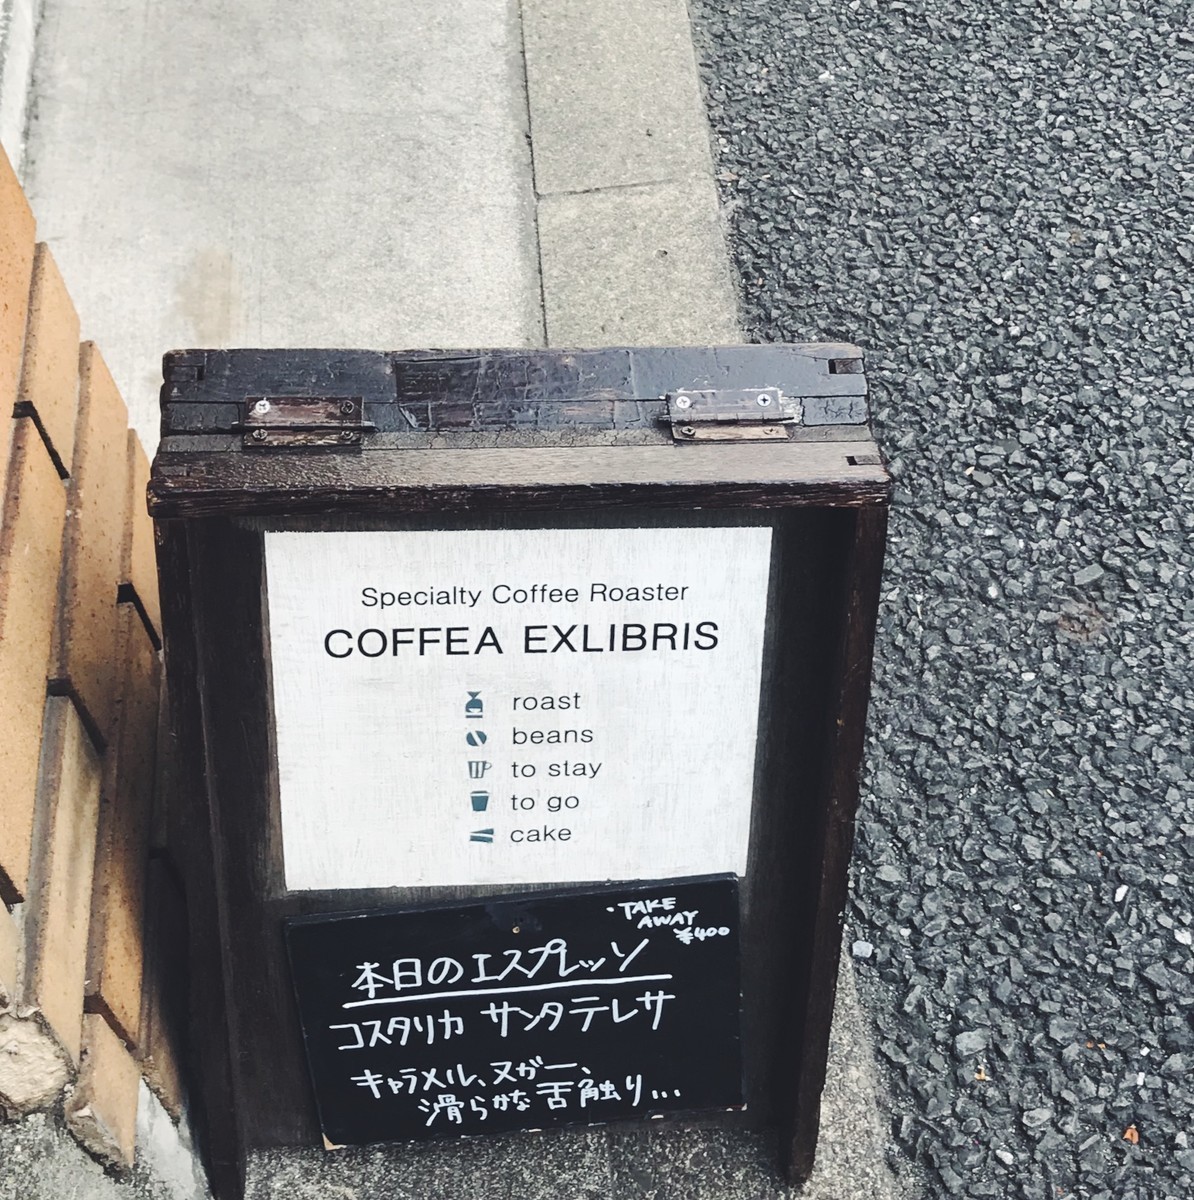 Specialty Coffee Roaster
COFFEA EXLIBRIS
roast
beans
to stay
to go
cake
・TAKE
AWAY
¥400
本日のエスプレッソ
コスタリカ サンタテレサ
キャラメル、ヌガー、
滑らかな舌触り...